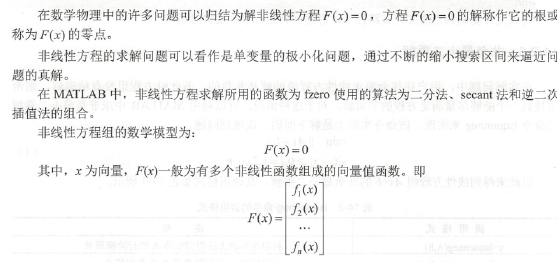 在数学物理中的许多问题可以归结为解非线性方程 F(x)=0，方程 F(x)=0 的解称作它的根或
称为 F(x) 的零点。
非线性方程的求解问题可以看作是单变量的极小化问题，通过不断的缩小搜索区间来逼近问
题的真解。
在 MATLAB 中，非线性方程求解所用的函数为 fzero 使用的算法为二分法、secant 法和逆二次
插值法的组合。
非线性方程组的数学模型为：
F(x)=0
其中，x 为向量，F(x)一般为有多个非线性函数组成的向量值函数。即
F(x)=
f₁(x)
f₂(x)
…
fₙ(x)